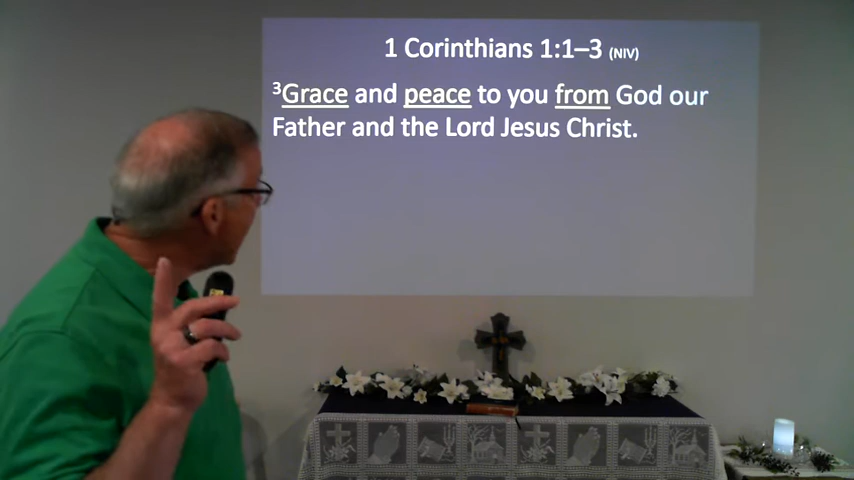 1 Corinthians 1:1–3 (NIV)
³Grace and peace to you from God our
Father and the Lord Jesus Christ.